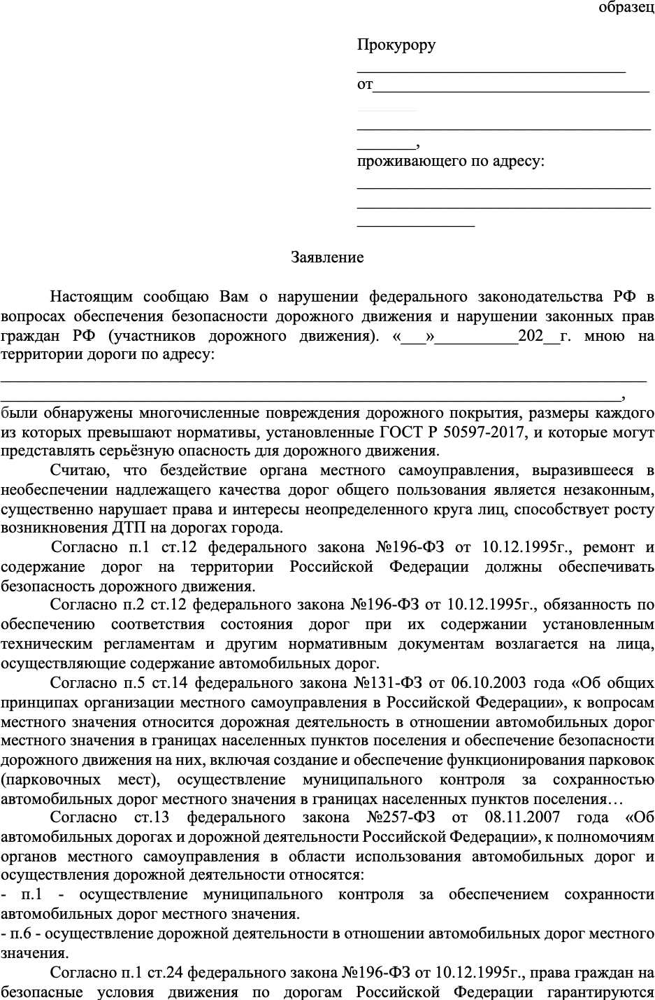 образец
Прокурору
________________________________
от_________________________________
_______
___________________________________
_______,
проживающего по адресу:
___________________________________
___________________________________
______________
Заявление
Настоящим сообщаю Вам о нарушении федерального законодательства РФ в
вопросах обеспечения безопасности дорожного движения и нарушении законных прав
граждан РФ (участников дорожного движения). «___»__________202__г. мною на
территории дороги по адресу:
_____________________________________________________________________________
__________________________________________________________________________,
были обнаружены многочисленные повреждения дорожного покрытия, размеры каждого
из которых превышают нормативы, установленные ГОСТ Р 50597-2017, и которые могут
представлять серьёзную опасность для дорожного движения.
Считаю, что бездействие органа местного самоуправления, выразившееся в
необеспечении надлежащего качества дорог общего пользования является незаконным,
существенно нарушает права и интересы неопределенного круга лиц, способствует росту
возникновения ДТП на дорогах города.
Согласно п.1 ст.12 федерального закона №196-ФЗ от 10.12.1995г., ремонт и
содержание дорог на территории Российской Федерации должны обеспечивать
безопасность дорожного движения.
Согласно п.2 ст.12 федерального закона №196-ФЗ от 10.12.1995г., обязанность по
обеспечению соответствия состояния дорог при их содержании установленным
техническим регламентам и другим нормативным документам возлагается на лица,
осуществляющие содержание автомобильных дорог.
Согласно п.5 ст.14 федерального закона №131-ФЗ от 06.10.2003 года «Об общих
принципах организации местного самоуправления в Российской Федерации», к вопросам
местного значения относится дорожная деятельность в отношении автомобильных дорог
местного значения в границах населенных пунктов поселения и обеспечение безопасности
дорожного движения на них, включая создание и обеспечение функционирования парковок
(парковочных мест), осуществление муниципального контроля за сохранностью
автомобильных дорог местного значения в границах населенных пунктов поселения…
Согласно ст.13 федерального закона №257-ФЗ от 08.11.2007 года «Об
автомобильных дорогах и дорожной деятельности Российской Федерации», к полномочиям
органов местного самоуправления в области использования автомобильных дорог и
осуществления дорожной деятельности относятся:
- п.1 - осуществление муниципального контроля за обеспечением сохранности
автомобильных дорог местного значения.
- п.6 - осуществление дорожной деятельности в отношении автомобильных дорог местного
значения.
Согласно п.1 ст.24 федерального закона №196-ФЗ от 10.12.1995г., права граждан на
безопасные условия движения по дорогам Российской Федерации гарантируются